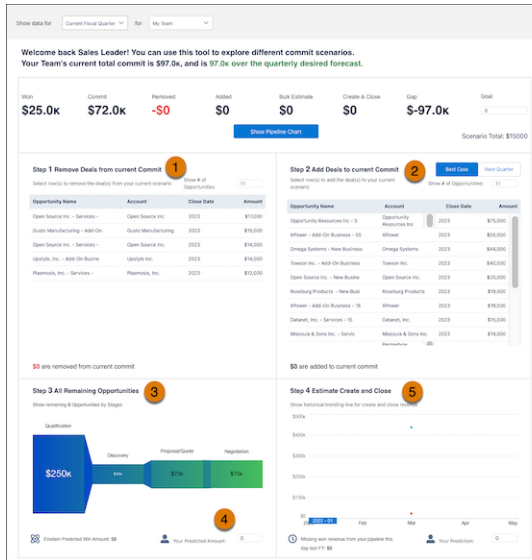 Show data for Current Fiscal Quarter for My Team
Welcome back Sales Leader! You can use this tool to explore different commit scenarios.
Your Team's current total commit is $97.0K, and is 97.0K over the quarterly desired forecast.
Won Commit Removed Added Bulk Estimate Create & Close Gap Goal
$25.0K $72.0K -$0 $0 $0 $0 $-97.0K 0
Show Pipeline Chart
Scenario Total: $15000
Step 1 Remove Deals from current Commit 1
Select row(s) to remove the deal(s) from your current scenario
Show # of Opportunities:
Opportunity Name Account Close Date Amount
Open Source Inc. - Services - Open Source Inc. 2023 $17,000
Gusto Manufacturing - Add-On Gusto Manufacturing 2023 $15,000
Open Source Inc. - Services - Open Source Inc. 2023 $14,000
Upstyle, Inc. - Add-On Busine Upstyle, Inc. 2023 $14,000
Plasmosis, Inc. - Services - Plasmosis, Inc. 2023 $12,000
$0 are removed from current commit
Step 2 Add Deals to current Commit 2
Best Case Next Quarter
Select row(s) to add the deal(s) to your current scenario
Show # of Opportunities:
Opportunity Name Account Close Date Amount
Opportunity Resources Inc - S Opportunity Resources Inc 2023 $75,000
XPower - Add-On Business - 55 XPower 2023 $55,000
Omega Systems - New Business Omega Systems 2023 $44,000
Towson Inc. - Add-On Business Towson Inc. 2023 $40,000
Open Source Inc. - New Busine Open Source Inc. 2023 $20,000
Roseburg Products - New Busi Roseburg Products 2023
XPower - Add-On Business - 18 XPower 2023 $18,000
Datanet, Inc. - Services - 15 Datanet, Inc. 2023 $15,000
Missoula & Sons Inc. - Servic Missoula & Sons Inc. 2023 $14,000
$0 are added to current commit
Step 3 All Remaining Opportunities 3
Show remaining 8 Opportunities by Stages:
Qualification Discovery Proposal/Quote Negotiation
$250K $73K $72K
4
Einstein Predicted Win Amount: $0
Your Predicted Amount: 0
Step 4 Estimate Create and Close 5
Show historical trending line for create and close revenue
$500K
$400K
$200K
$100K
$0
2022 - 01 Feb Mar Apr May
Missing won revenue from your pipeline this day last FY: $0
Your Prediction: 0